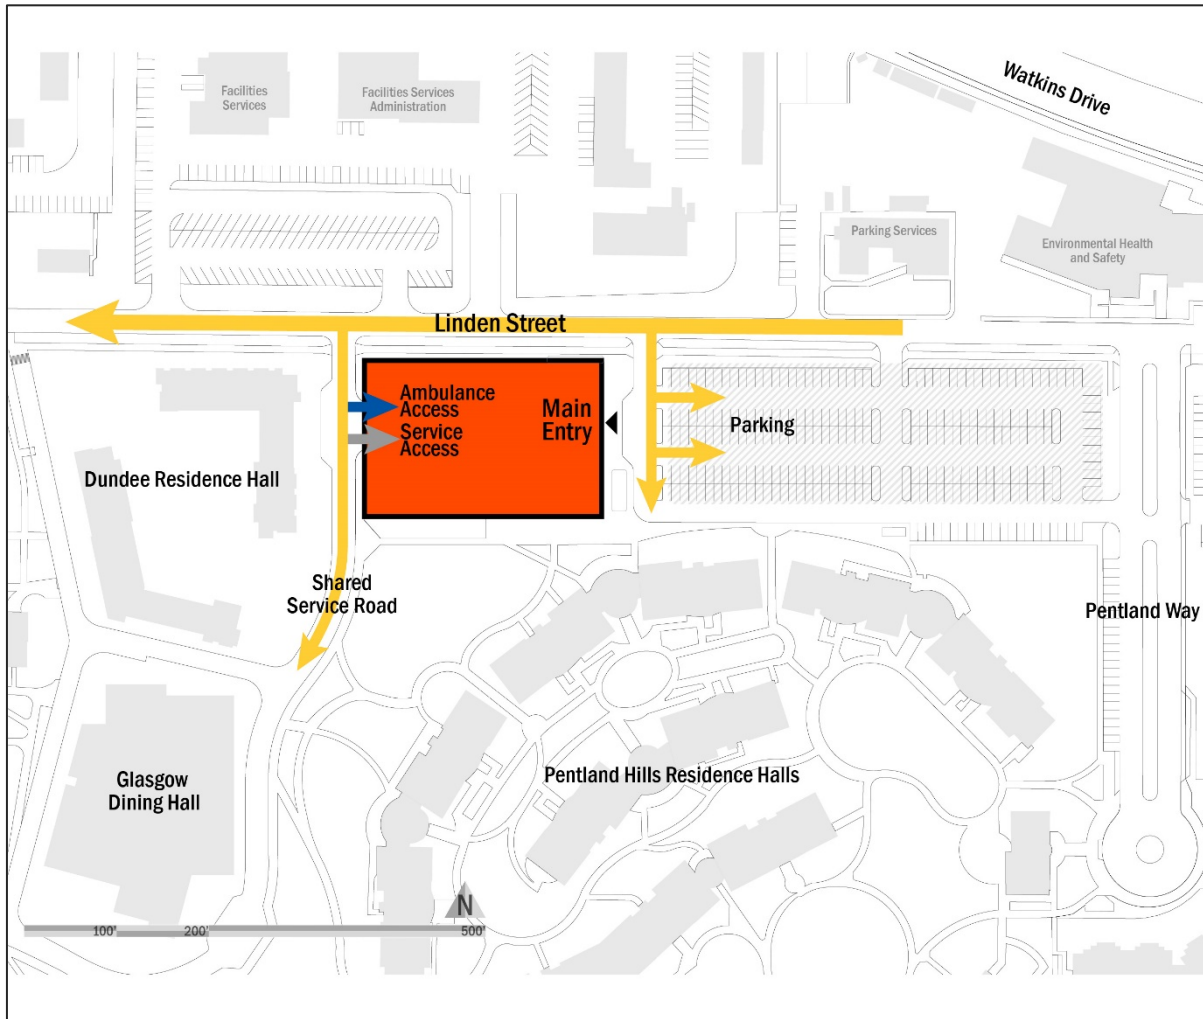 Watkins Drive
Facilities
Services
Facilities Services
Administration
Parking Services
Environmental Health
and Safety
Linden Street
Ambulance
Access
Service
Access
Main
Entry
Parking
Dundee Residence Hall
Shared
Service Road
Pentland Way
Glasgow
Dining Hall
Pentland Hills Residence Halls
N
100' 200' 500'